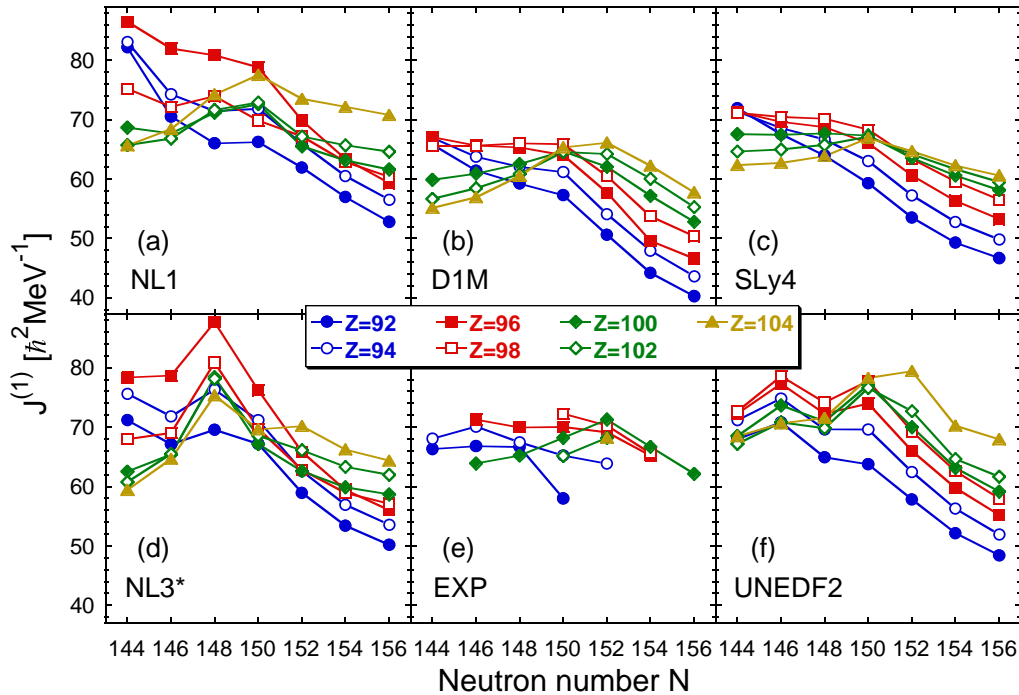 80
70
60
50
40
(a)
NL1
(b)
D1M
(c)
SLy4
Z=92
Z=96
Z=100
Z=104
Z=94
Z=98
Z=102
J(1) [ℏ2MeV-1]
80
70
60
50
40
(d)
NL3*
(e)
EXP
(f)
UNEDF2
144 146 148 150 152 154 156
144 146 148 150 152 154 156
144 146 148 150 152 154 156
Neutron number N